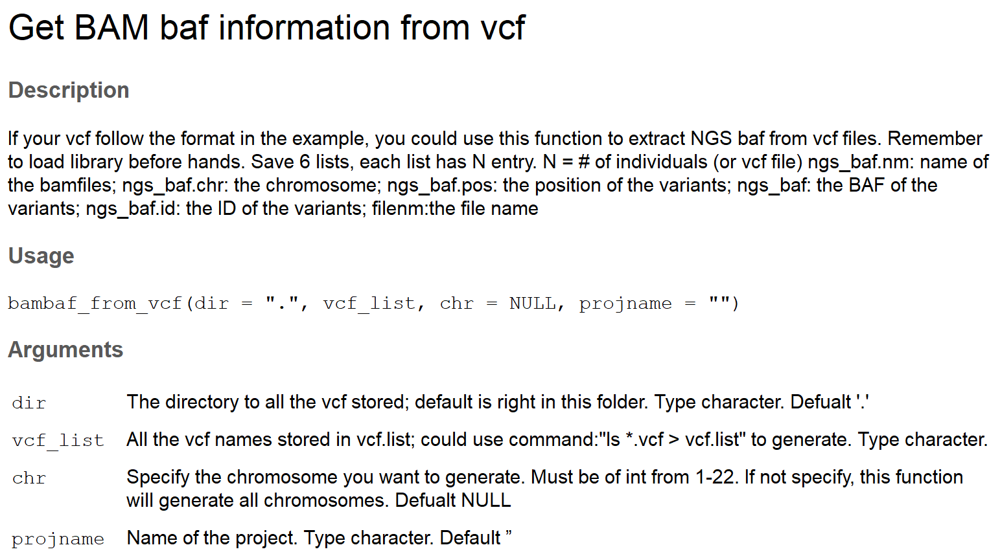 Get BAM baf information from vcf
Description
If your vcf follow the format in the example, you could use this function to extract NGS baf from vcf files. Remember
to load library before hands. Save 6 lists, each list has N entry. N = # of individuals (or vcf file) ngs_baf.nm: name of
the bamfiles; ngs_baf.chr: the chromosome; ngs_baf.pos: the position of the variants; ngs_baf: the BAF of the
variants; ngs_baf.id: the ID of the variants; filenm:the file name
Usage
bambaf_from_vcf(dir = ".", vcf_list, chr = NULL, projname = "")
Arguments
dir The directory to all the vcf stored; default is right in this folder. Type character. Defualt '.'
vcf_list All the vcf names stored in vcf.list; could use command:"ls *.vcf > vcf.list" to generate. Type character.
chr Specify the chromosome you want to generate. Must be of int from 1-22. If not specify, this function
will generate all chromosomes. Defualt NULL
projname Name of the project. Type character. Default ”